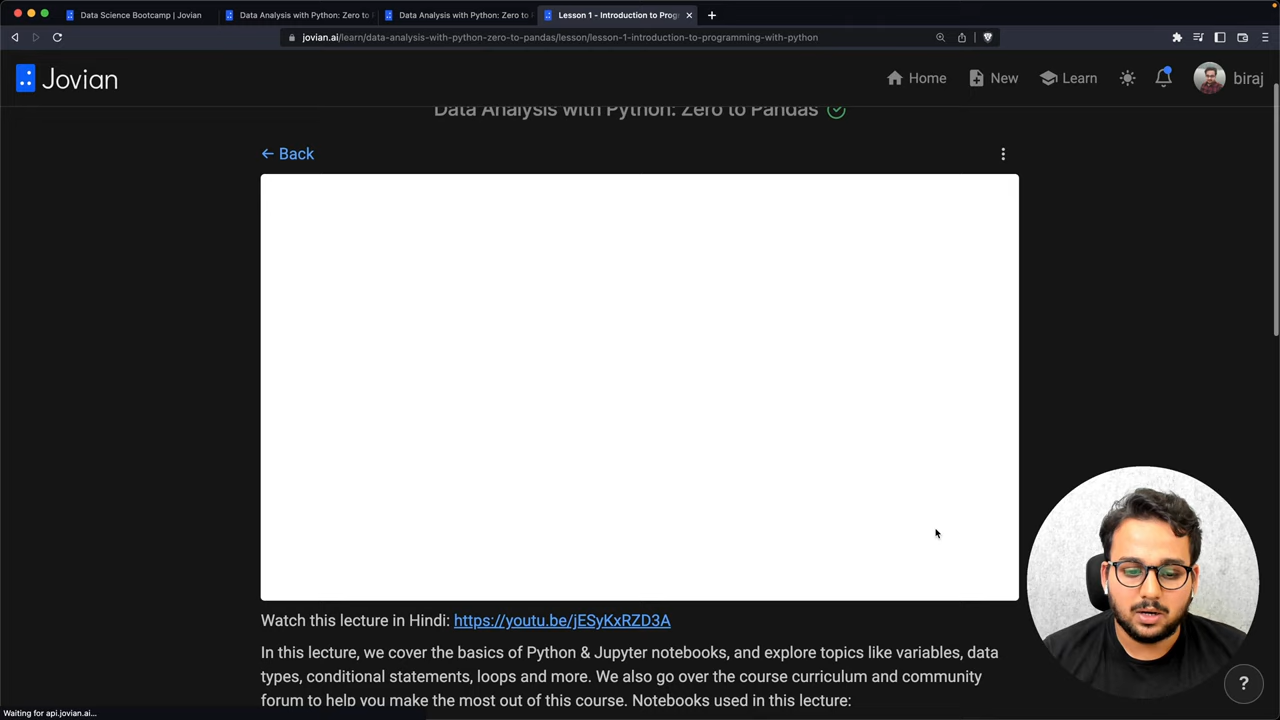 Data Science Bootcamp | Jovian
Data Analysis with Python: Zero to P
Data Analysis with Python: Zero to
Lesson 1 - Introduction to Prog
jovian.ai/learn/data-analysis-with-python-zero-to-pandas/lesson/lesson-1-introduction-to-programming-with-python
Jovian
Home
New
Learn
biraj
Data Analysis with Python: Zero to Pandas
← Back
Watch this lecture in Hindi: https://youtu.be/jESyKxRZD3A
In this lecture, we cover the basics of Python & Jupyter notebooks, and explore topics like variables, data
types, conditional statements, loops and more. We also go over the course curriculum and community
forum to help you make the most out of this course. Notebooks used in this lecture:
?
Waiting for api.jovian.ai...